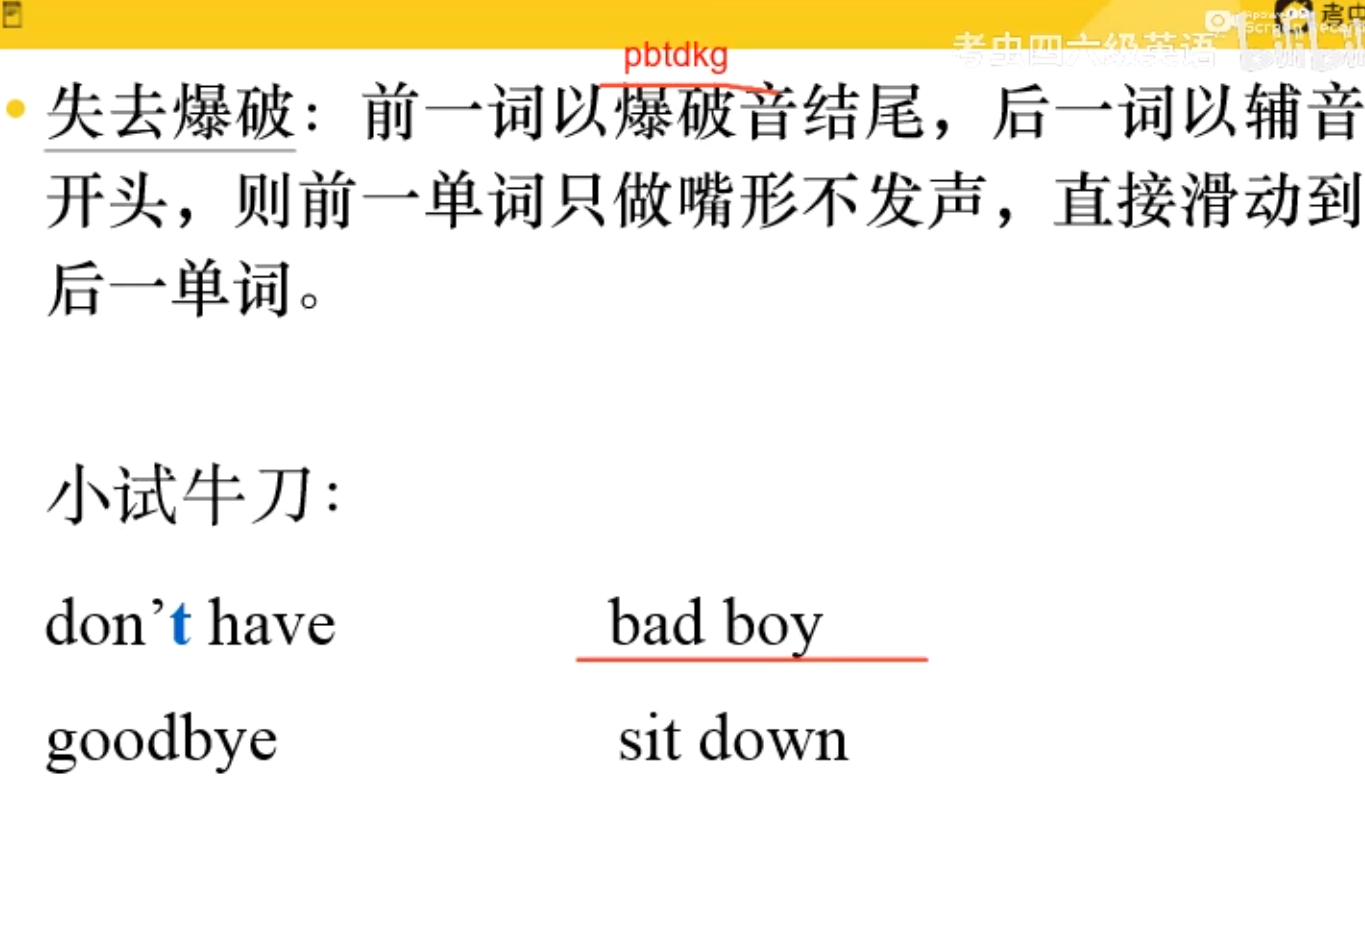 考虫
考虫四六级英语
pbtdkg
失去爆破：前一词以爆破音结尾，后一词以辅音
开头，则前一单词只做嘴形不发声，直接滑动到
后一单词。
小试牛刀：
don’t have bad boy
goodbye sit down